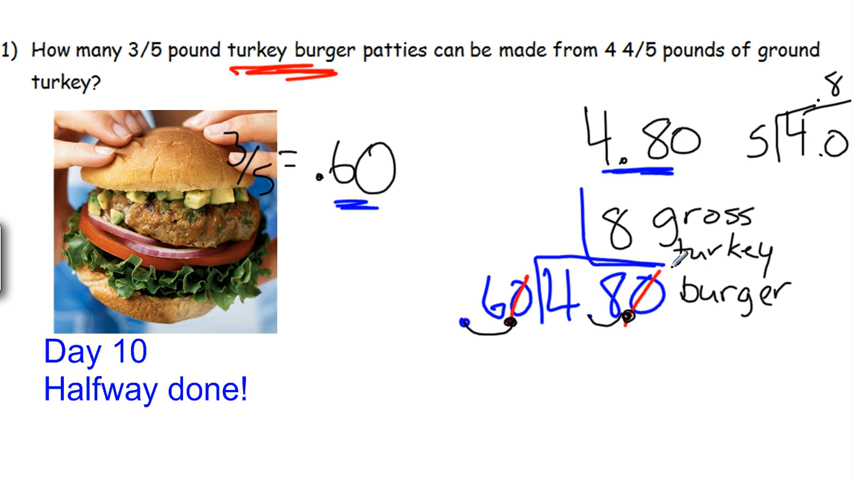 1) How many 3/5 pound turkey burger patties can be made from 4 4/5 pounds of ground
turkey?
3/5 = .60
4.80
.8
5 4.0
8 gross
turkey
burger
.60 4 80
Day 10
Halfway done!